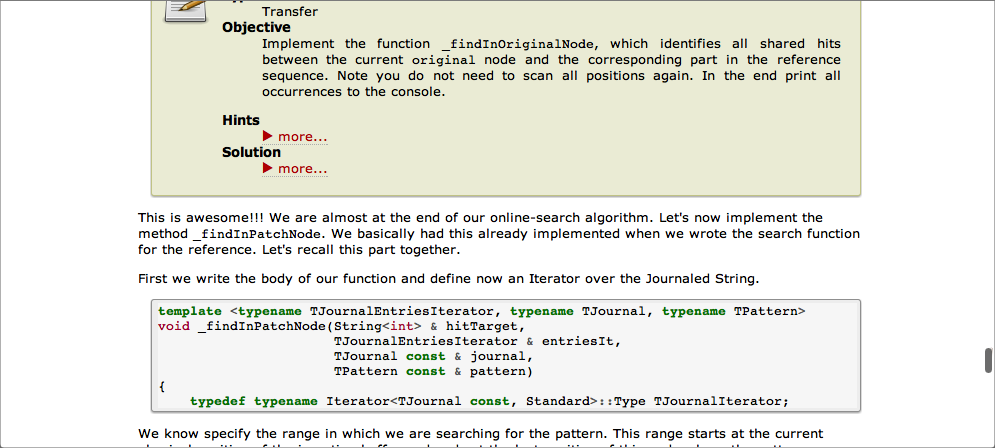 Transfer
Objective
Implement the function _findInOriginalNode, which identifies all shared hits
between the current original node and the corresponding part in the reference
sequence. Note you do not need to scan all positions again. In the end print all
occurrences to the console.
Hints
▶ more...
Solution
▶ more...
This is awesome!!! We are almost at the end of our online-search algorithm. Let's now implement the
method _findInPatchNode. We basically had this already implemented when we wrote the search function
for the reference. Let's recall this part together.
First we write the body of our function and define now an Iterator over the Journaled String.
template <typename TJournalEntriesIterator, typename TJournal, typename TPattern>
void _findInPatchNode(String<int> & hitTarget,
TJournalEntriesIterator & entriesIt,
TJournal const & journal,
TPattern const & pattern)
{
typedef typename Iterator<TJournal const, Standard>::Type TJournalIterator;
We know specify the range in which we are searching for the pattern. This range starts at the current